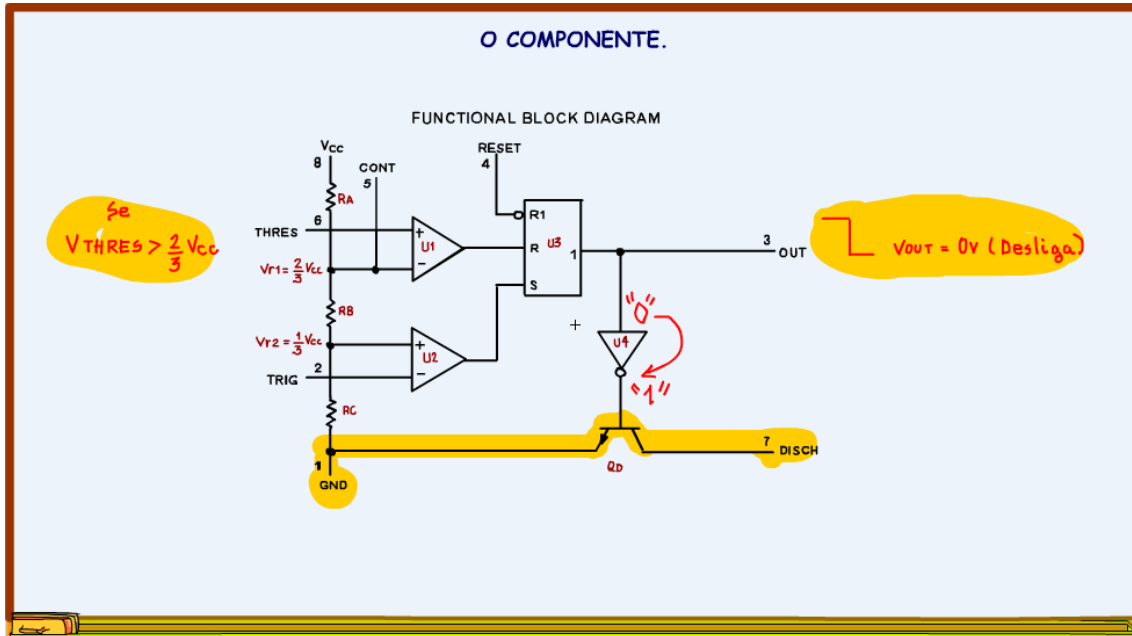 O COMPONENTE.
FUNCTIONAL BLOCK DIAGRAM
VCC
8
CONT
5
RESET
4
RA
Se
V THRES > 2/3 Vcc
6
THRES
+
U1
-
R1
R
U3
1
S
3
OUT
VOUT = 0V (Desliga)
Vr1 = 2/3 Vcc
RB
Vr2 = 1/3 Vcc
+
U2
-
2
TRIG
"0"
U4
"1"
RC
7
DISCH
QD
1
GND